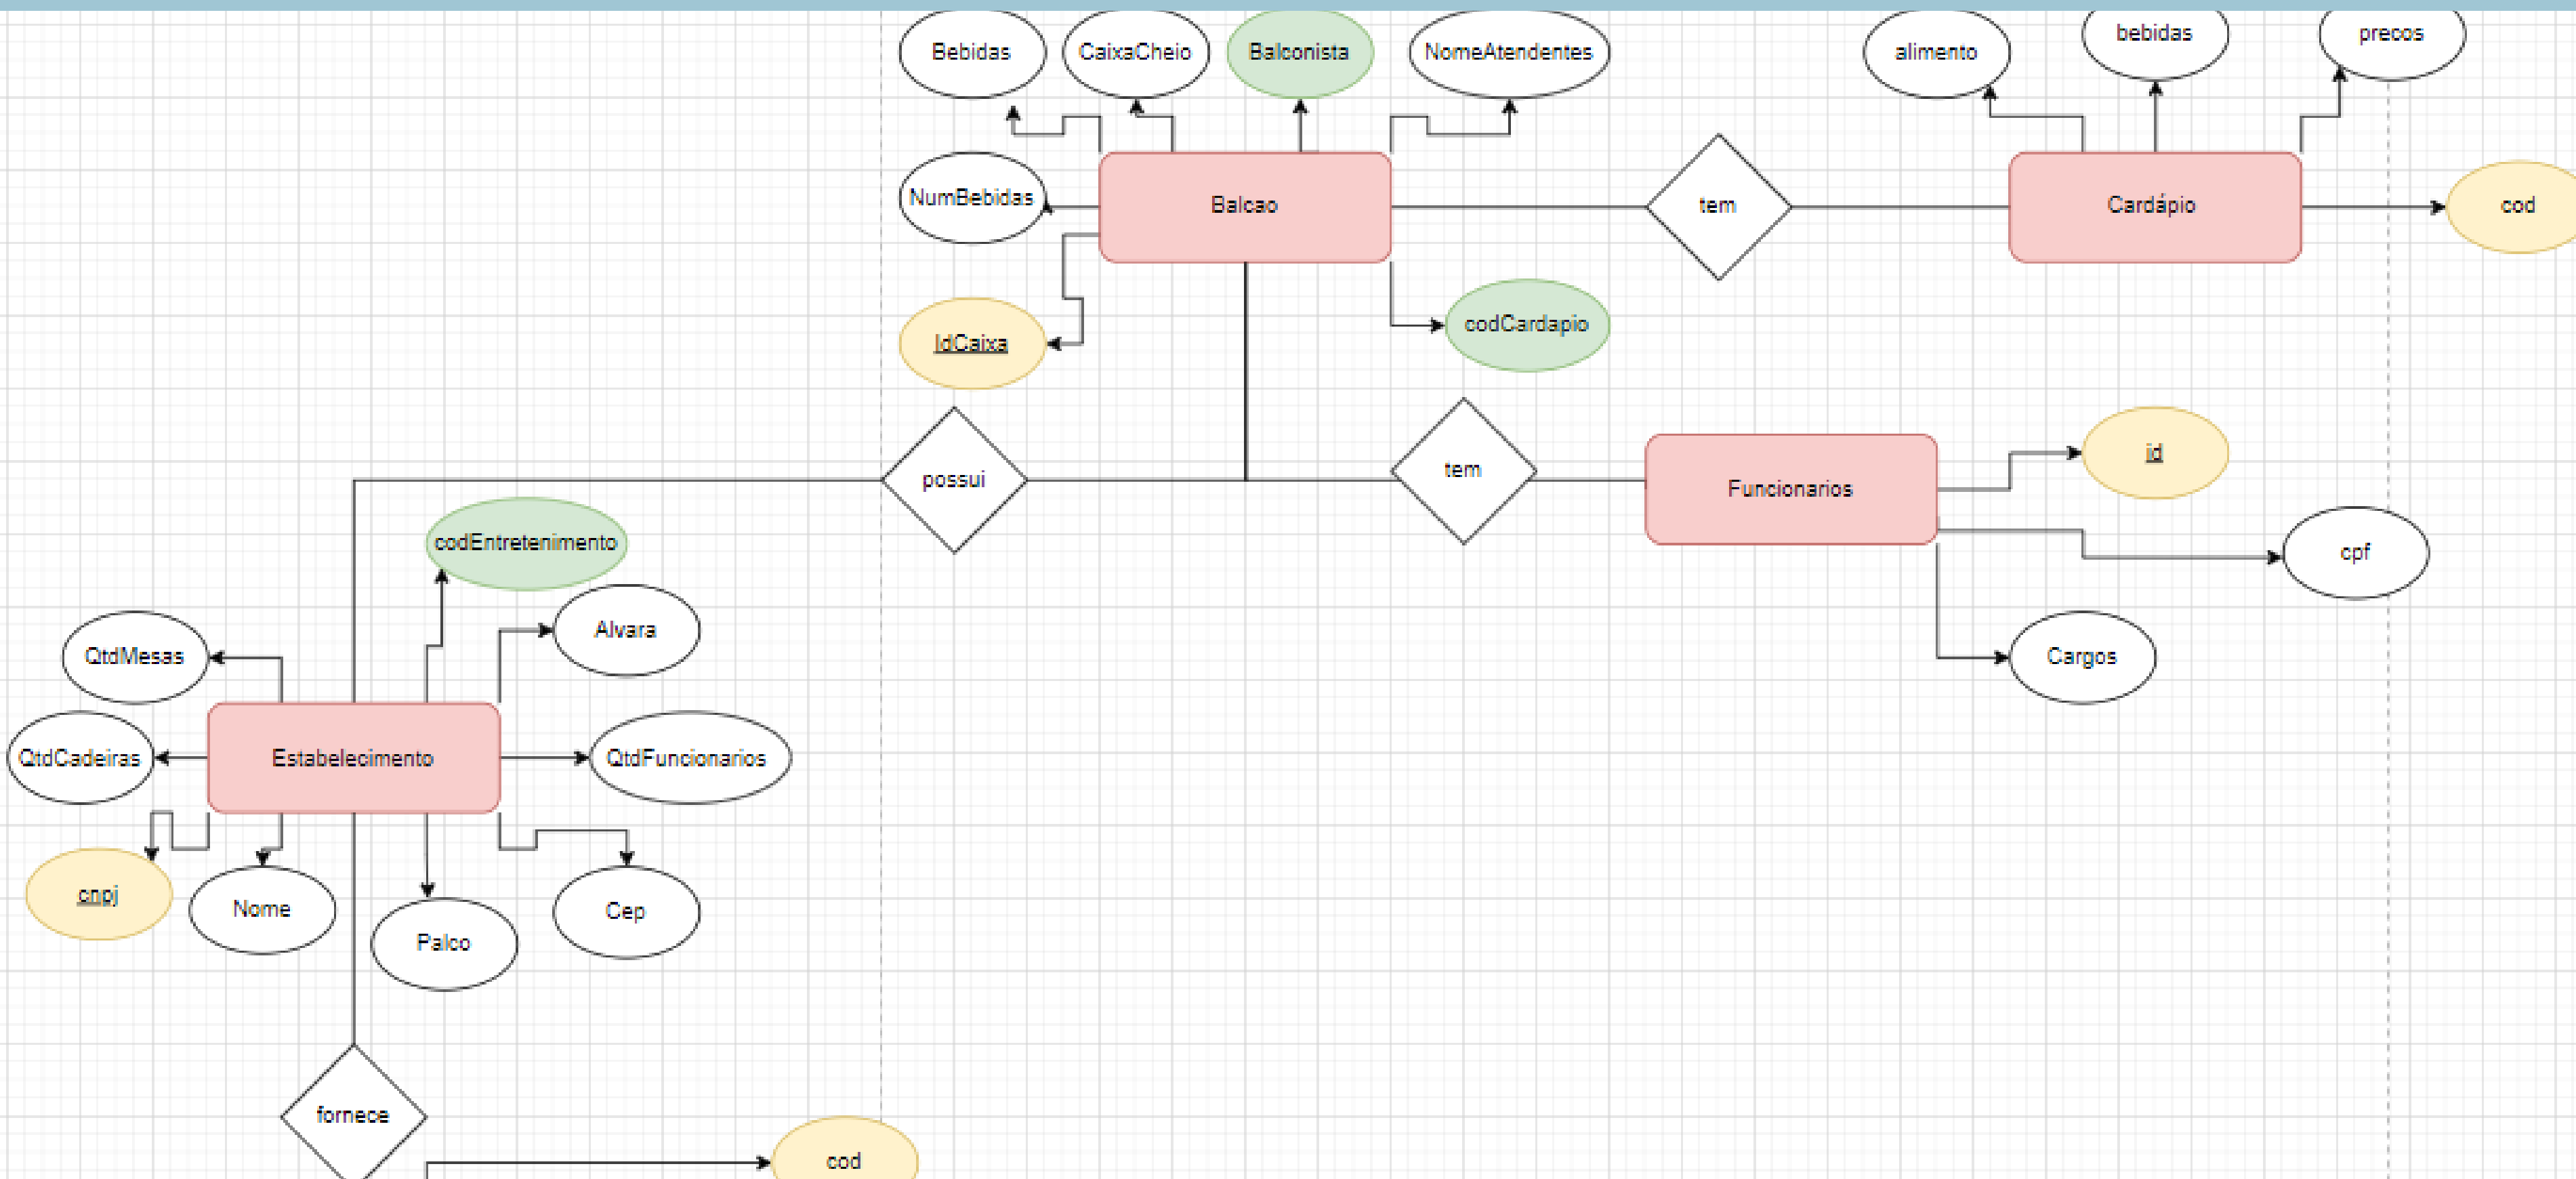 Bebidas
CaixaCheio
Balconista
NomeAtendentes
alimento
bebidas
precos
NumBebidas
Balcao
tem
Cardápio
cod
IdCaixa
codCardapio
possui
tem
Funcionarios
id
cpf
Cargos
codEntretenimento
Alvara
QtdMesas
QtdCadeiras
Estabelecimento
QtdFuncionarios
cnpj
Nome
Palco
Cep
fornece
cod